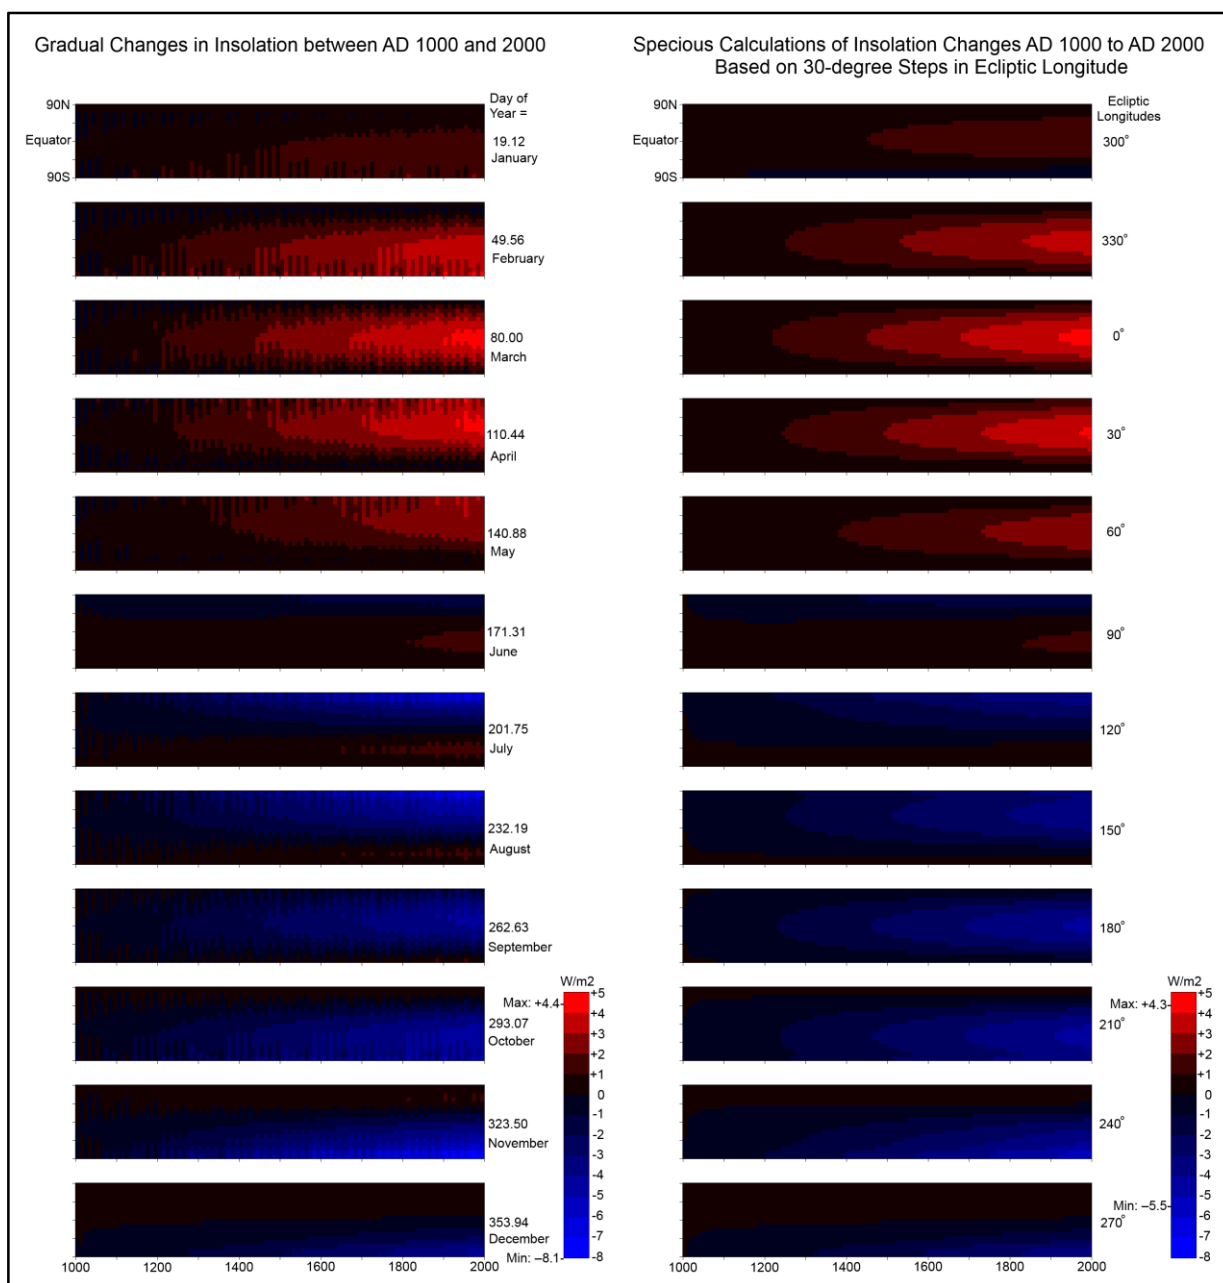 Gradual Changes in Insolation between AD 1000 and 2000
Specious Calculations of Insolation Changes AD 1000 to AD 2000
Based on 30-degree Steps in Ecliptic Longitude
90N
Equator
90S
Day of
Year =
19.12
January
49.56
February
80.00
March
110.44
April
140.88
May
171.31
June
201.75
July
232.19
August
262.63
September
293.07
October
323.50
November
353.94
December
W/m2
Max: +4.4
+5
+4
+3
+2
+1
0
-1
-2
-3
-4
-5
-6
-7
-8
Min: –8.1
1000 1200 1400 1600 1800 2000
90N
Equator
90S
Ecliptic
Longitudes
300°
330°
0°
30°
60°
90°
120°
150°
180°
210°
240°
270°
W/m2
Max: +4.3
+5
+4
+3
+2
+1
0
-1
-2
-3
-4
-5
-6
-7
-8
Min: –5.5
1000 1200 1400 1600 1800 2000